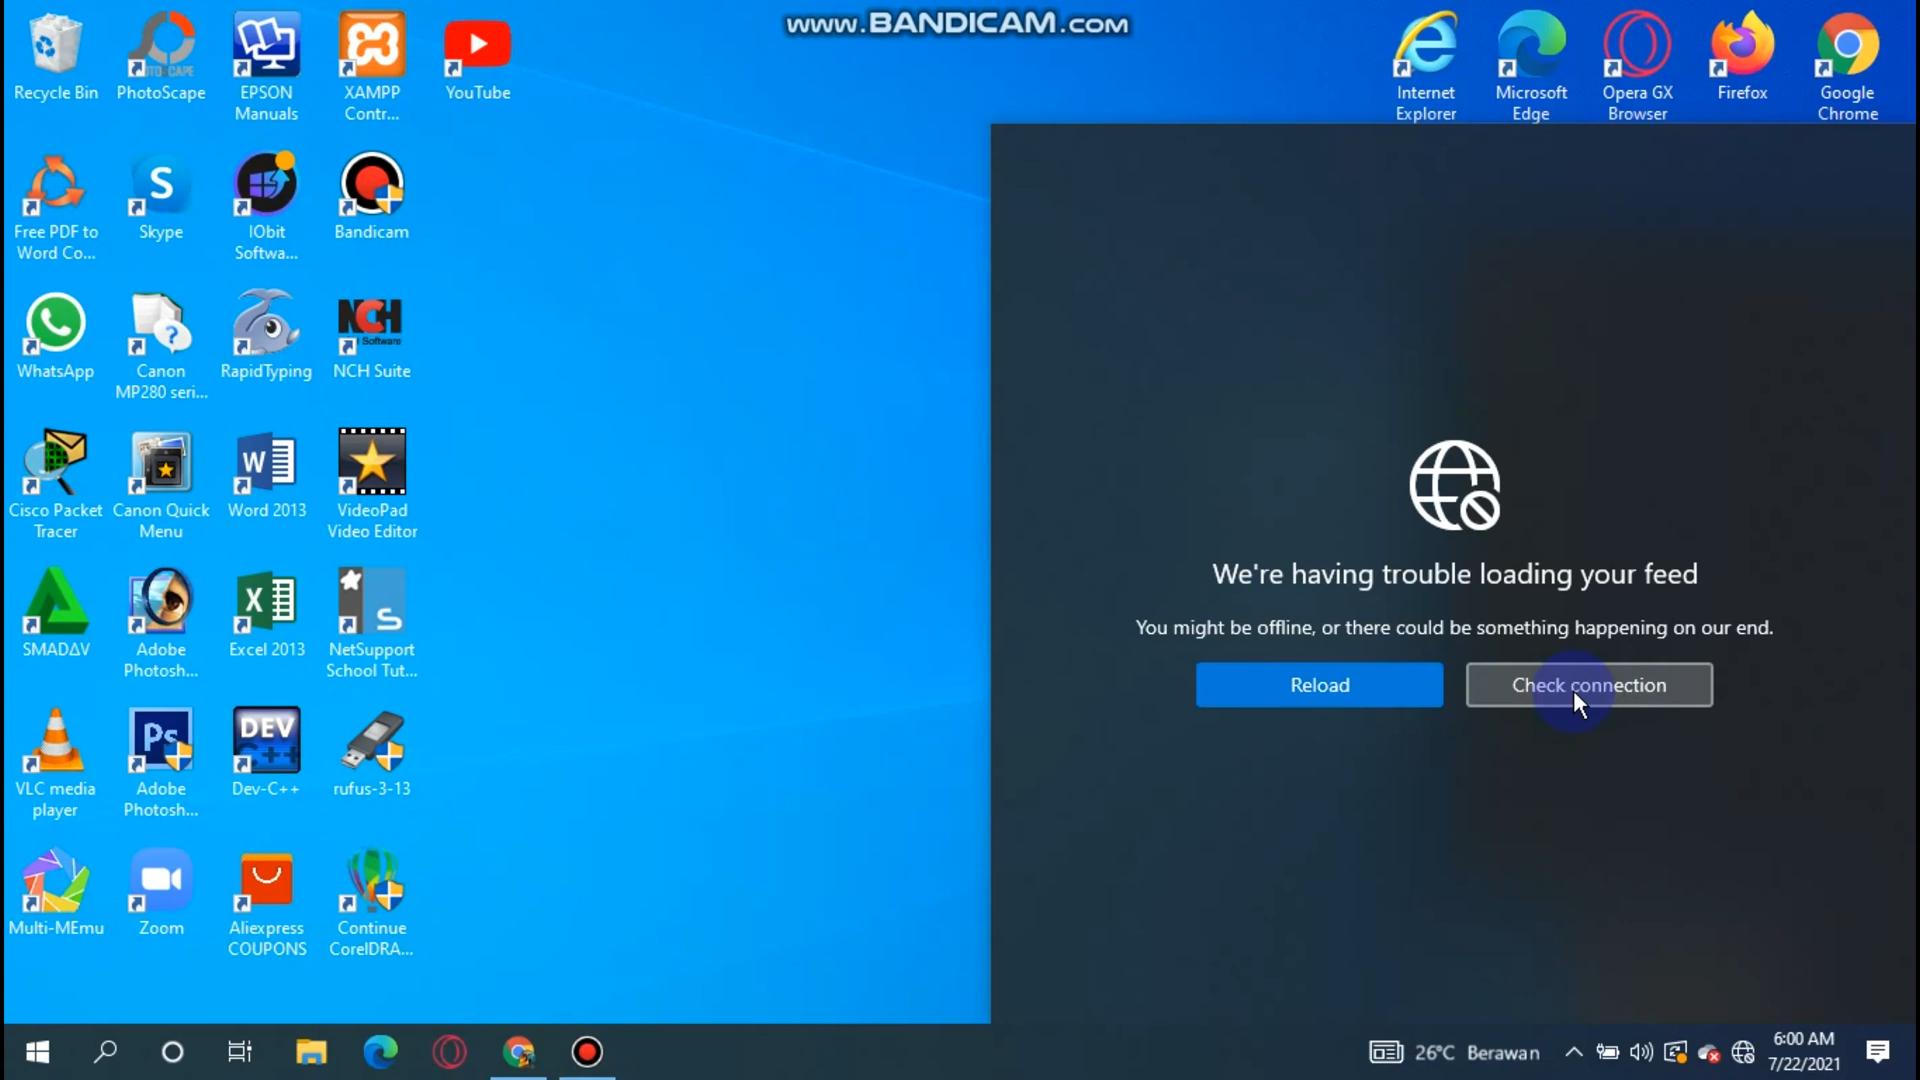 www.BANDICAM.com
Recycle Bin
PhotoScape
EPSON
Manuals
XAMPP
Contr...
YouTube
Internet
Explorer
Microsoft
Edge
Opera GX
Browser
Firefox
Google
Chrome
Free PDF to
Word Co...
S
Skype
IObit
Softwa...
Bandicam
WhatsApp
?
Canon
MP280 seri...
RapidTyping
NCH
Software
NCH Suite
Cisco Packet
Tracer
Canon Quick
Menu
W
Word 2013
VideoPad
Video Editor
SMADΔV
Adobe
Photosh...
X
Excel 2013
S
NetSupport
School Tut...
VLC media
player
Ps
Adobe
Photosh...
DEV
C++
Dev-C++
rufus-3-13
Multi-MEmu
Zoom
Aliexpress
COUPONS
Continue
CorelDRA...
We're having trouble loading your feed
You might be offline, or there could be something happening on our end.
Reload
Check connection
26°C Berawan
6:00 AM
7/22/2021